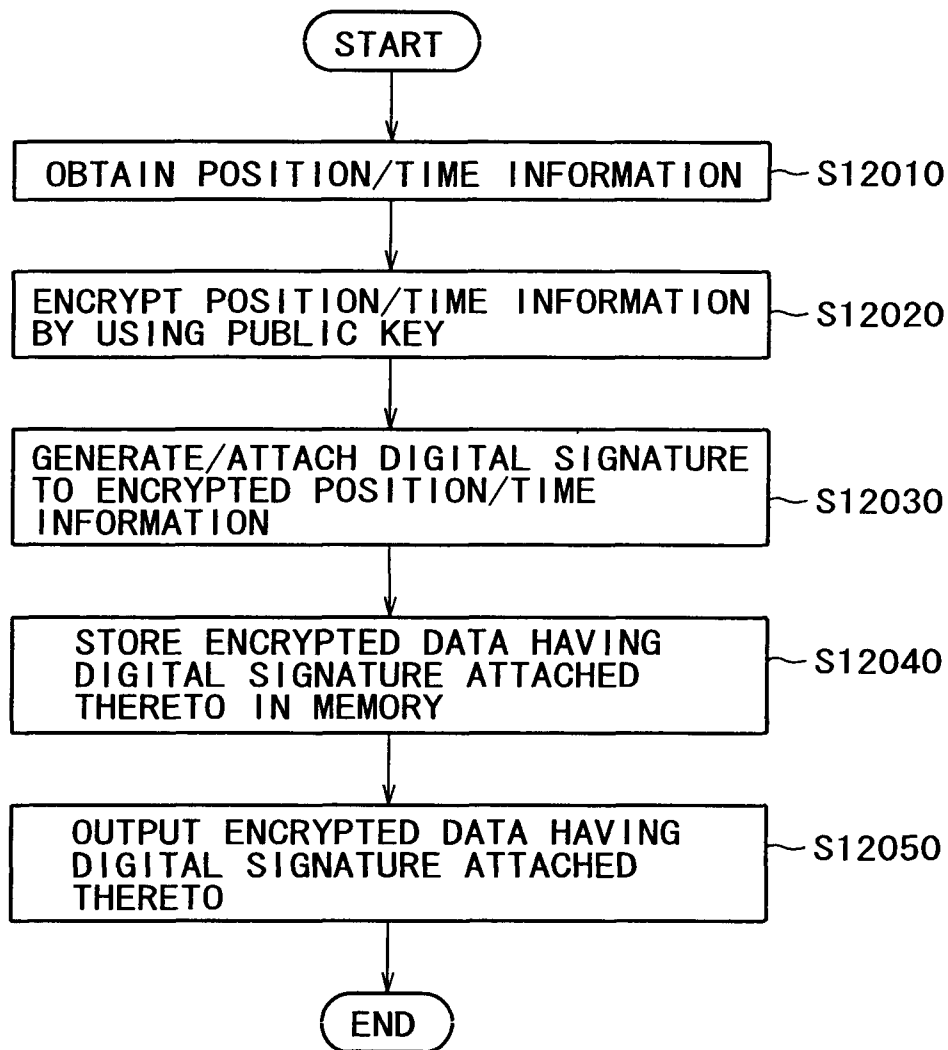 START
OBTAIN POSITION/TIME INFORMATION
S12010
ENCRYPT POSITION/TIME INFORMATION
BY USING PUBLIC KEY
S12020
GENERATE/ATTACH DIGITAL SIGNATURE
TO ENCRYPTED POSITION/TIME
INFORMATION
S12030
STORE ENCRYPTED DATA HAVING
DIGITAL SIGNATURE ATTACHED
THERETO IN MEMORY
S12040
OUTPUT ENCRYPTED DATA HAVING
DIGITAL SIGNATURE ATTACHED
THERETO
S12050
END